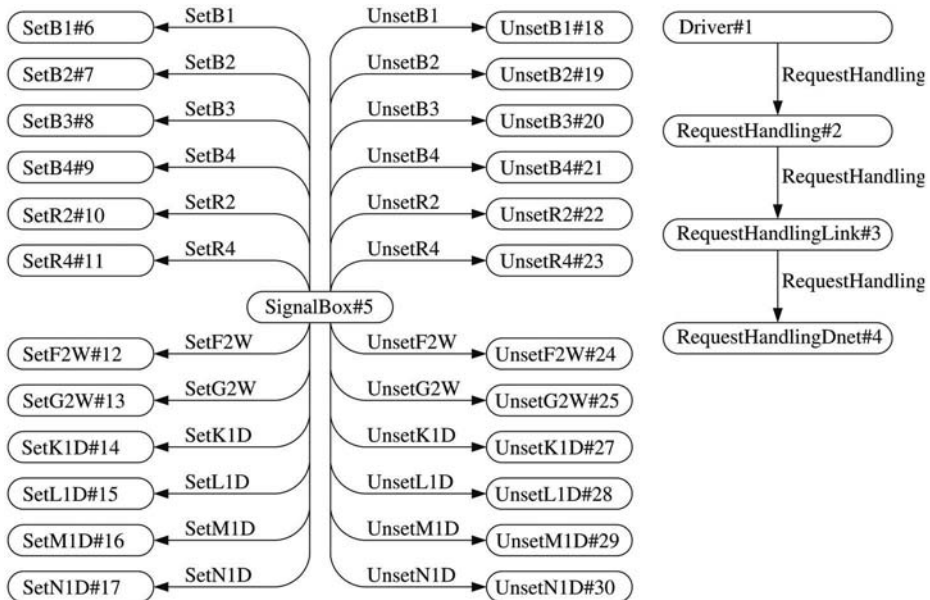 SetB1#6
SetB1
UnsetB1
UnsetB1#18
SetB2#7
SetB2
UnsetB2
UnsetB2#19
SetB3#8
SetB3
UnsetB3
UnsetB3#20
SetB4#9
SetB4
UnsetB4
UnsetB4#21
SetR2#10
SetR2
UnsetR2
UnsetR2#22
SetR4#11
SetR4
UnsetR4
UnsetR4#23
SignalBox#5
SetF2W#12
SetF2W
UnsetF2W
UnsetF2W#24
SetG2W#13
SetG2W
UnsetG2W
UnsetG2W#25
SetK1D#14
SetK1D
UnsetK1D
UnsetK1D#27
SetL1D#15
SetL1D
UnsetL1D
UnsetL1D#28
SetM1D#16
SetM1D
UnsetM1D
UnsetM1D#29
SetN1D#17
SetN1D
UnsetN1D
UnsetN1D#30
Driver#1
RequestHandling
RequestHandling#2
RequestHandling
RequestHandlingLink#3
RequestHandling
RequestHandlingDnet#4